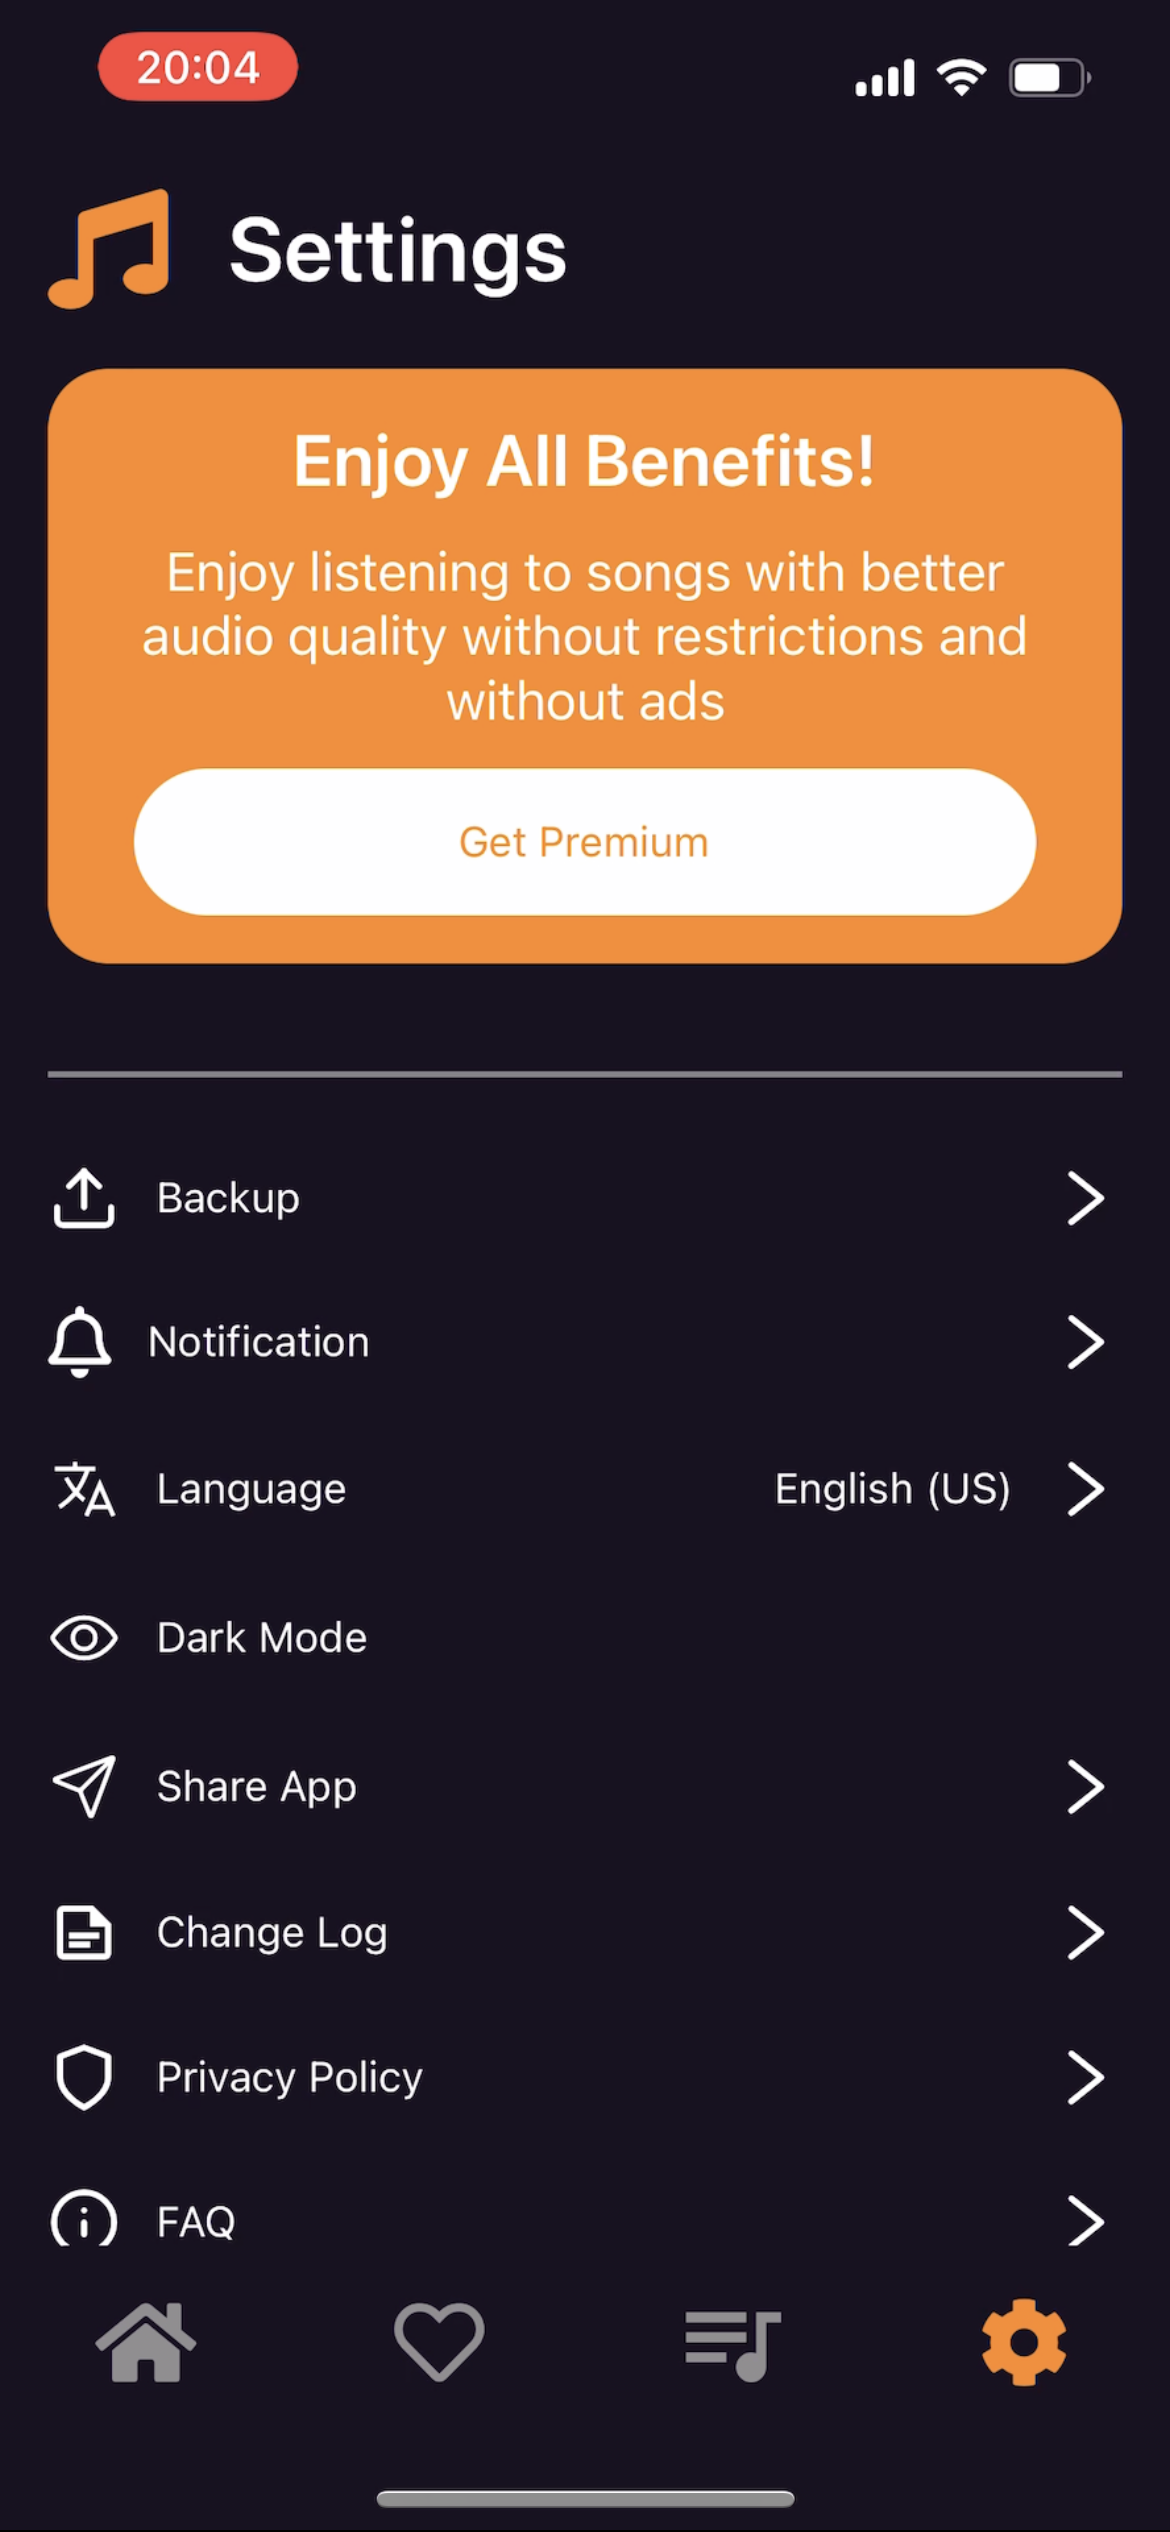 20:04
Settings
Enjoy All Benefits!
Enjoy listening to songs with better
audio quality without restrictions and
without ads
Get Premium
Backup
Notification
Language English (US)
Dark Mode
Share App
Change Log
Privacy Policy
FAQ